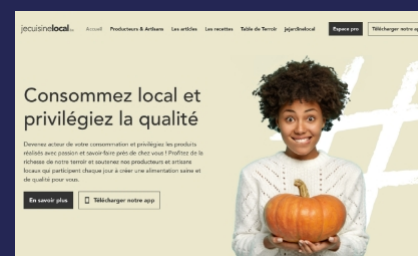 jecuisinelocal
Accueil Producteurs & Artisans Les articles Les recettes Table de Terroir jejardinelocal Espace pro Télécharger notre ap
Consommez local et
privilégiez la qualité
Devenez acteur de votre consommation et privilégiez les produits
réalisés avec passion et savoir-faire près de chez vous ! Profitez de la
richesse de notre terroir et soutenez nos producteurs et artisans
locaux qui participent chaque jour à créer une alimentation saine et
de qualité pour vous.
En savoir plus Télécharger notre app